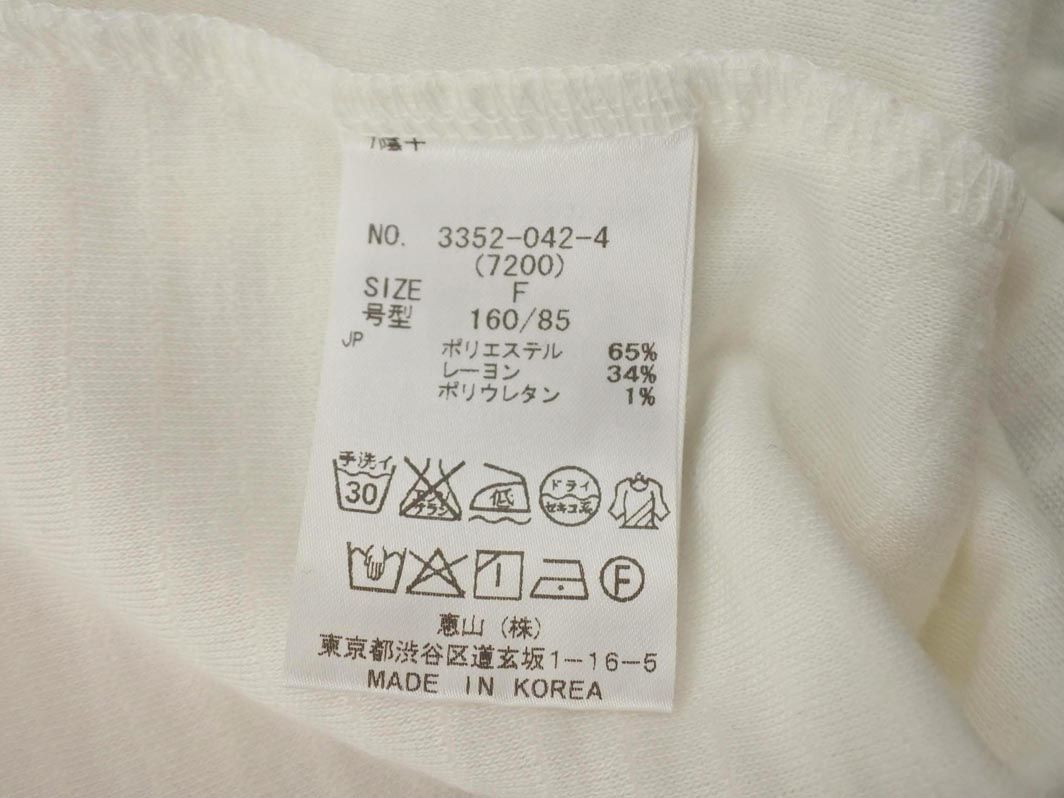 NO. 3352-042-4
(7200)
SIZE F
号型 160/85
JP
ポリエステル 65%
レーヨン 34%
ポリウレタン 1%
手洗イ
30
低
ドライ
セキユ系
F
恵山 (株)
東京都渋谷区道玄坂1-16-5
MADE IN KOREA